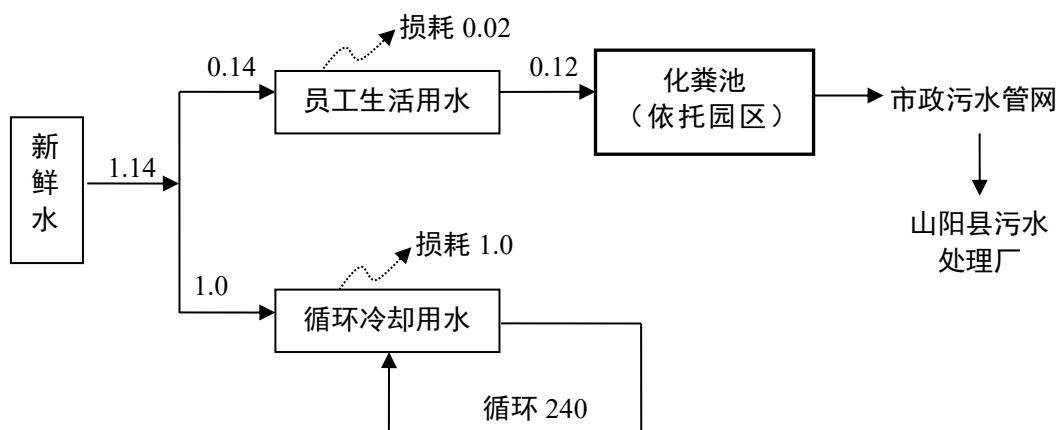 损耗 0.02
0.14
0.12
员工生活用水
化粪池
（依托园区）
市政污水管网
新
鲜
水
1.14
山阳县污水
处理厂
损耗 1.0
1.0
循环冷却用水
循环 240